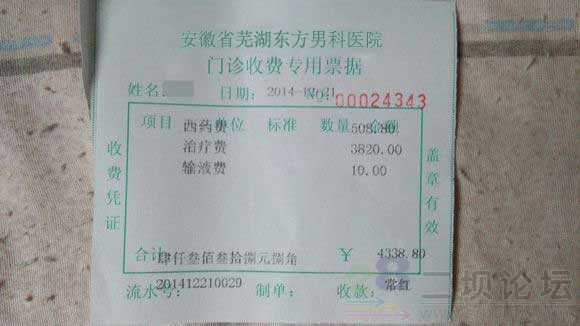 安徽省芜湖东方男科医院
门诊收费专用票据
姓名: 日期: 2014-12-21 No: 00024343
项目 单位 标准 数量 金额
西药费 508.80
治疗费 3820.00
输液费 10.00
收费凭证
盖章有效
合计 肆仟叁佰叁拾捌元捌角 ¥ 4338.80
流水号: 201412210029 制单: 收款: 常红
二坝论坛